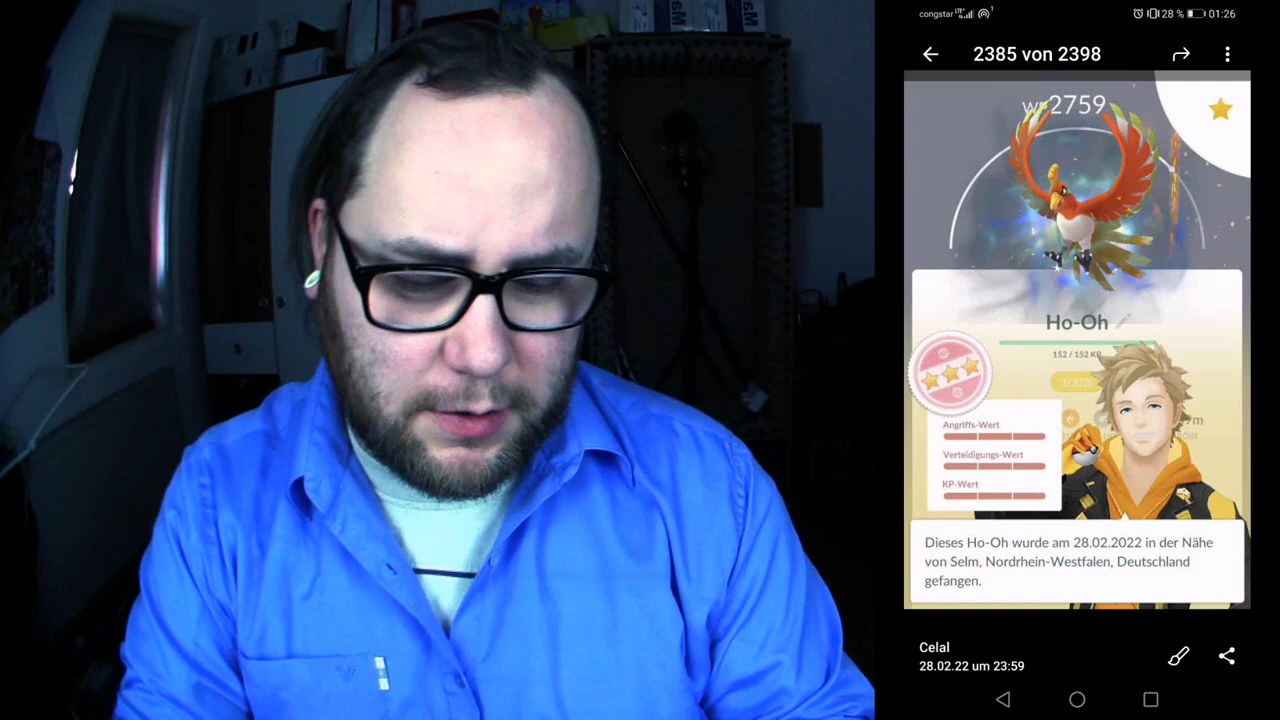 congstar
28 %
01:26
2385 von 2398
WP2759
Ho-Oh
152 / 152 KP
100%
Angriffs-Wert
Verteidigungs-Wert
KP-Wert
Dieses Ho-Oh wurde am 28.02.2022 in der Nähe
von Selm, Nordrhein-Westfalen, Deutschland
gefangen.
Celal
28.02.22 um 23:59